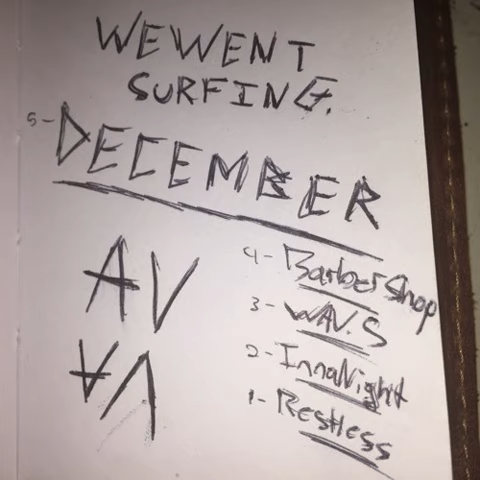 WEWENT
SURFING.
5-DECEMBER
AV
4-BarberShop
3-WAV.S
2-InnaNight
1-Restless